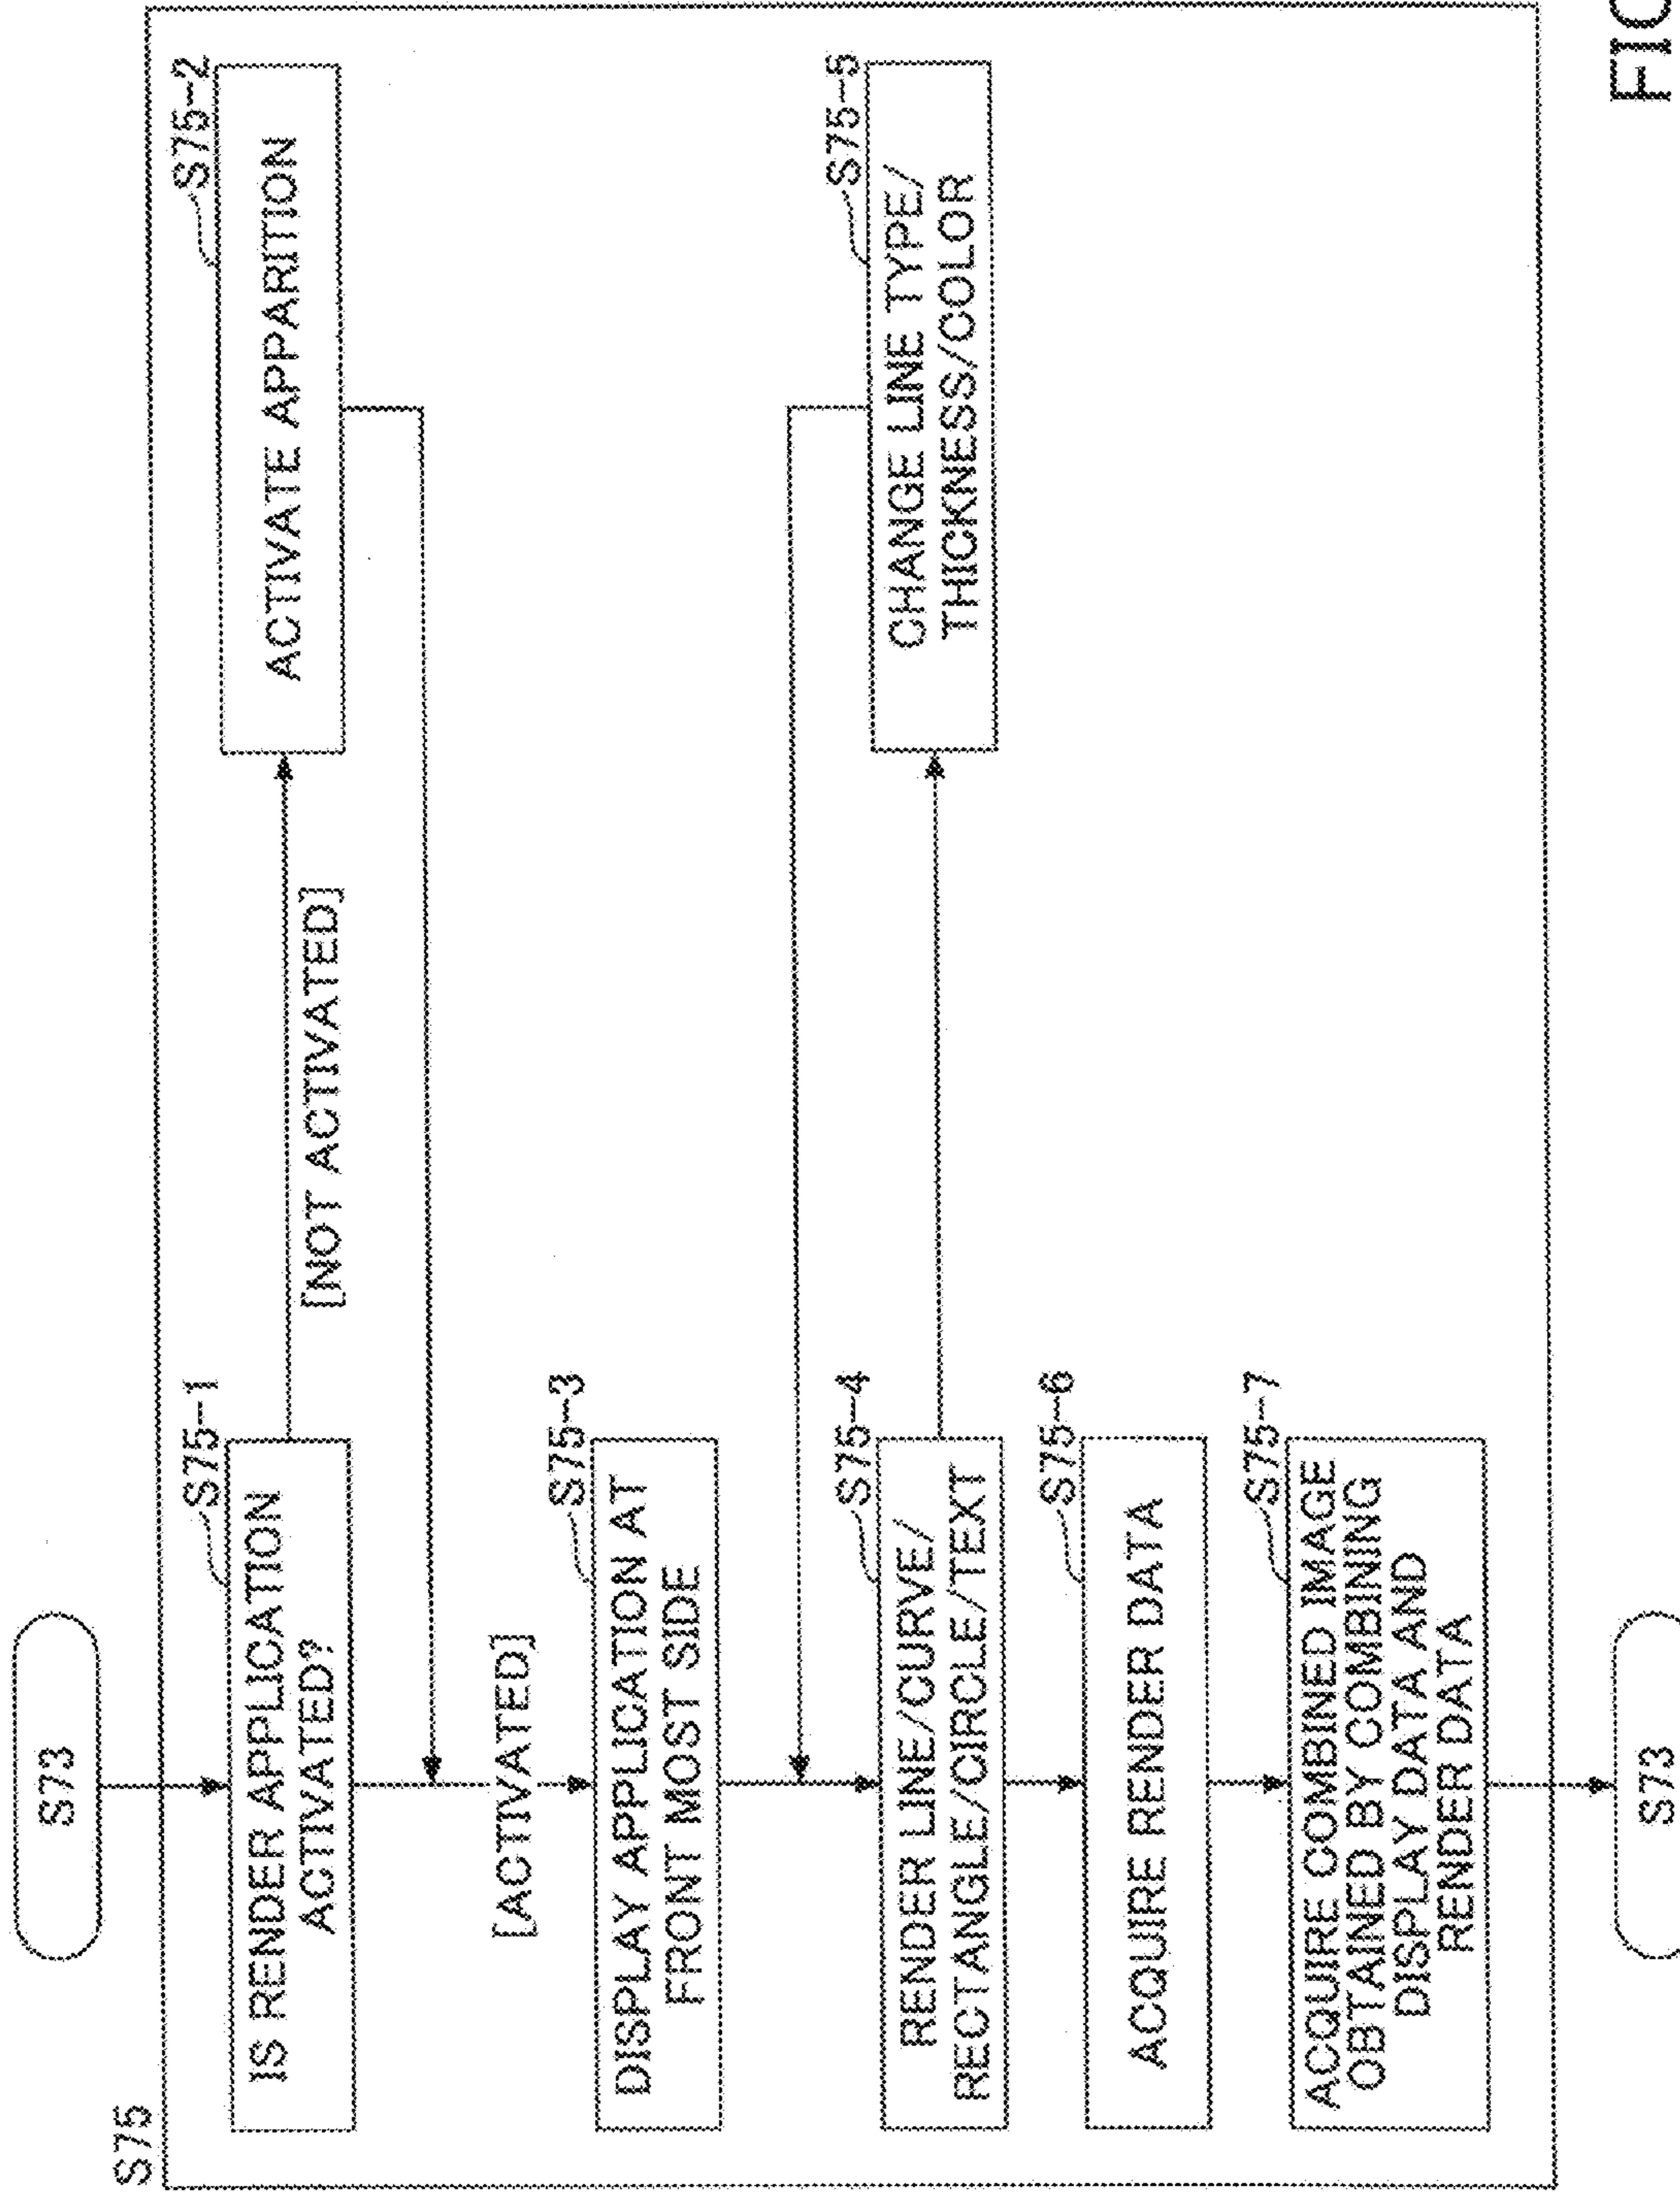 S73
S75
S75-1
IS RENDER APPLICATION
ACTIVATED?
[NOT ACTIVATED]
S75-2
ACTIVATE APPARITION
[ACTIVATED]
S75-3
DISPLAY APPLICATION AT
FRONT MOST SIDE
S75-4
RENDER LINE/CURVE/
RECTANGLE/CIRCLE/TEXT
S75-5
CHANGE LINE TYPE/
THICKNESS/COLOR
S75-6
ACQUIRE RENDER DATA
S75-7
ACQUIRE COMBINED IMAGE
OBTAINED BY COMBINING
DISPLAY DATA AND
RENDER DATA
S73